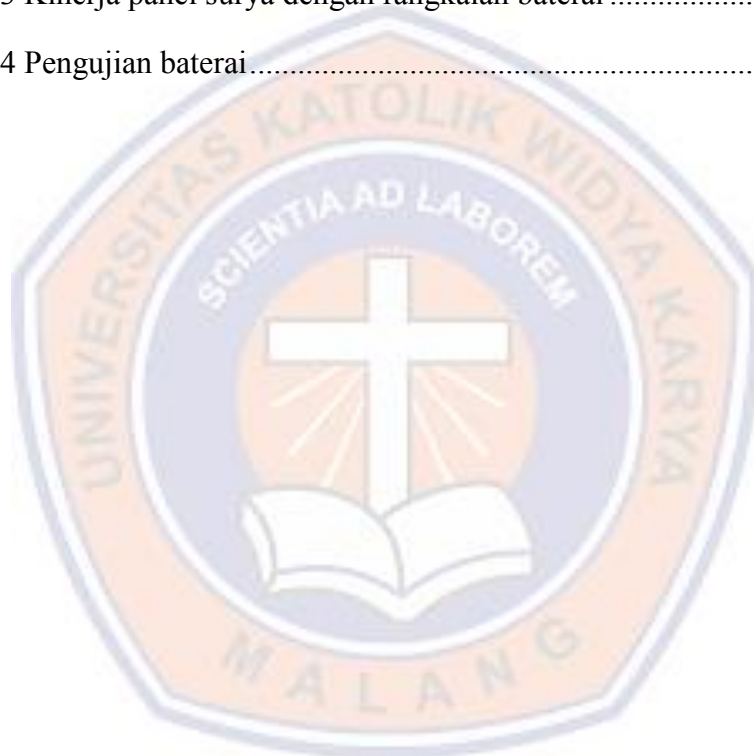 3 Kinerja panel surya dengan rangkaian baterai....................
4 Pengujian baterai...............................................................
UNIVERSITAS KATOLIK WIDYA KARYA
SCIENTIA AD LABOREM
MALANG